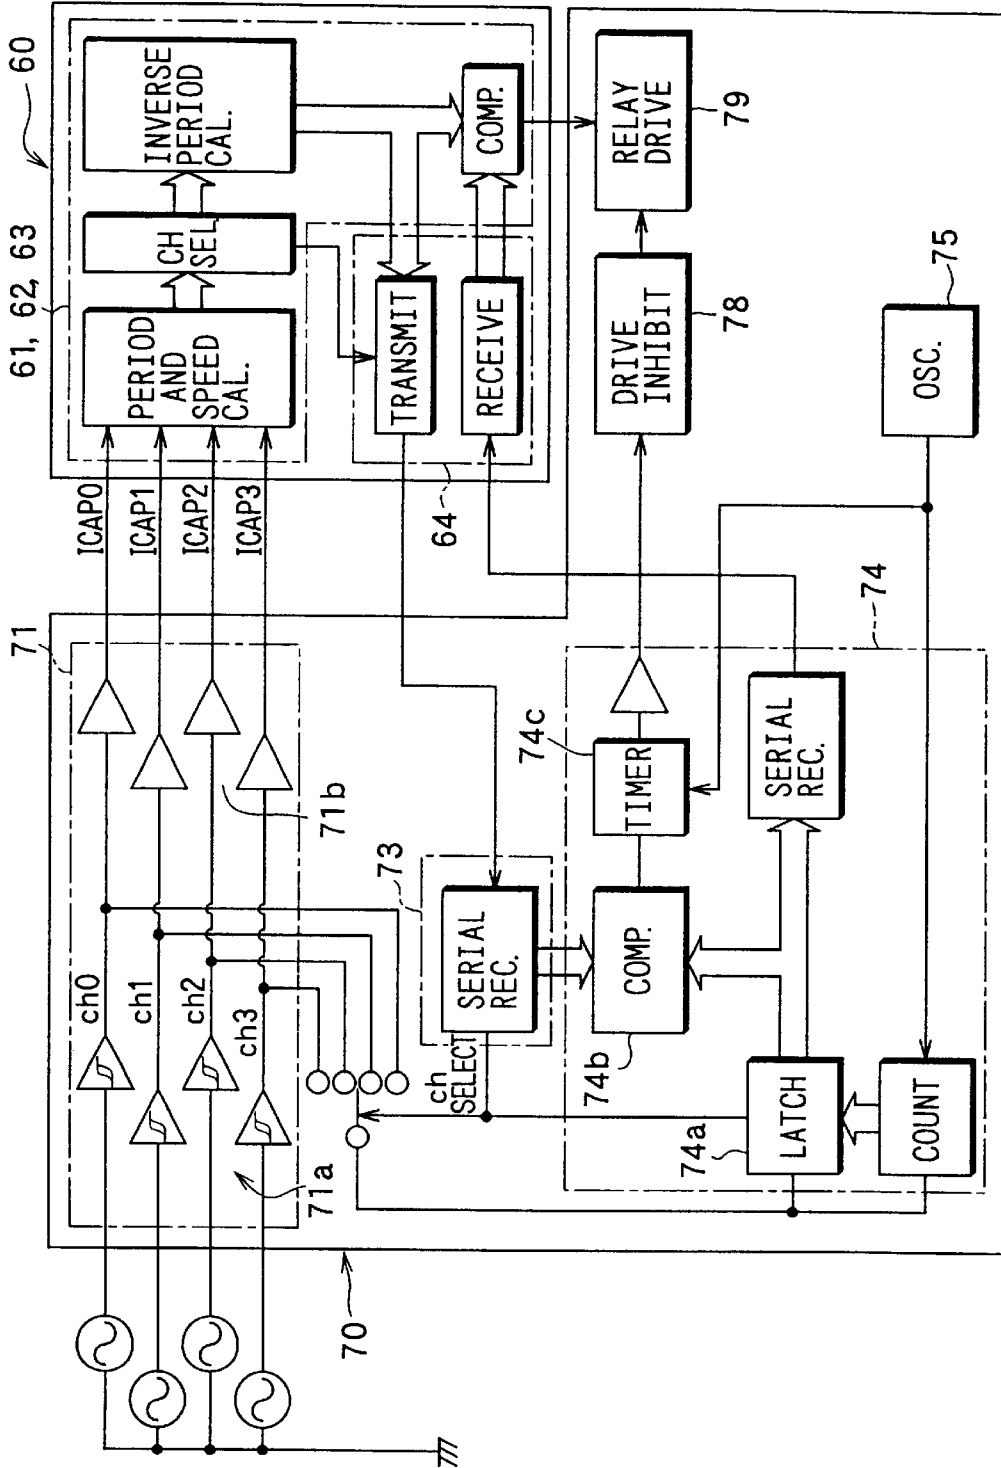 60
61, 62, 63
PERIOD
AND
SPEED
CAL.
CH
SEL.
INVERSE
PERIOD
CAL.
TRANSMIT
RECEIVE
COMP.
64
ICAP0
ICAP1
ICAP2
ICAP3
71
ch0
ch1
ch2
ch3
71a
71b
70
ch
SELECT
73
SERIAL
REC.
74
74a
LATCH
COUNT
74b
COMP.
74c
TIMER
SERIAL
REC.
DRIVE
INHIBIT
78
RELAY
DRIVE
79
OSC.
75